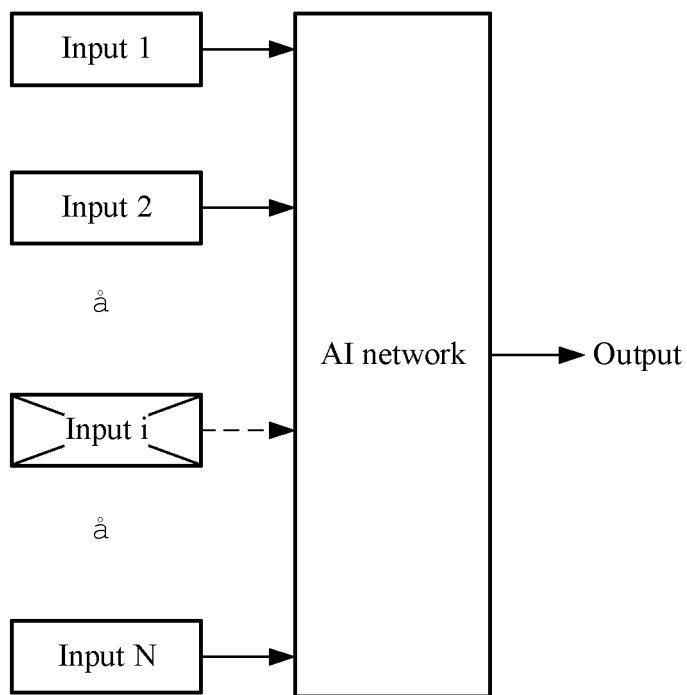 Input 1
Input 2
å
AI network
Output
Input i
å
Input N